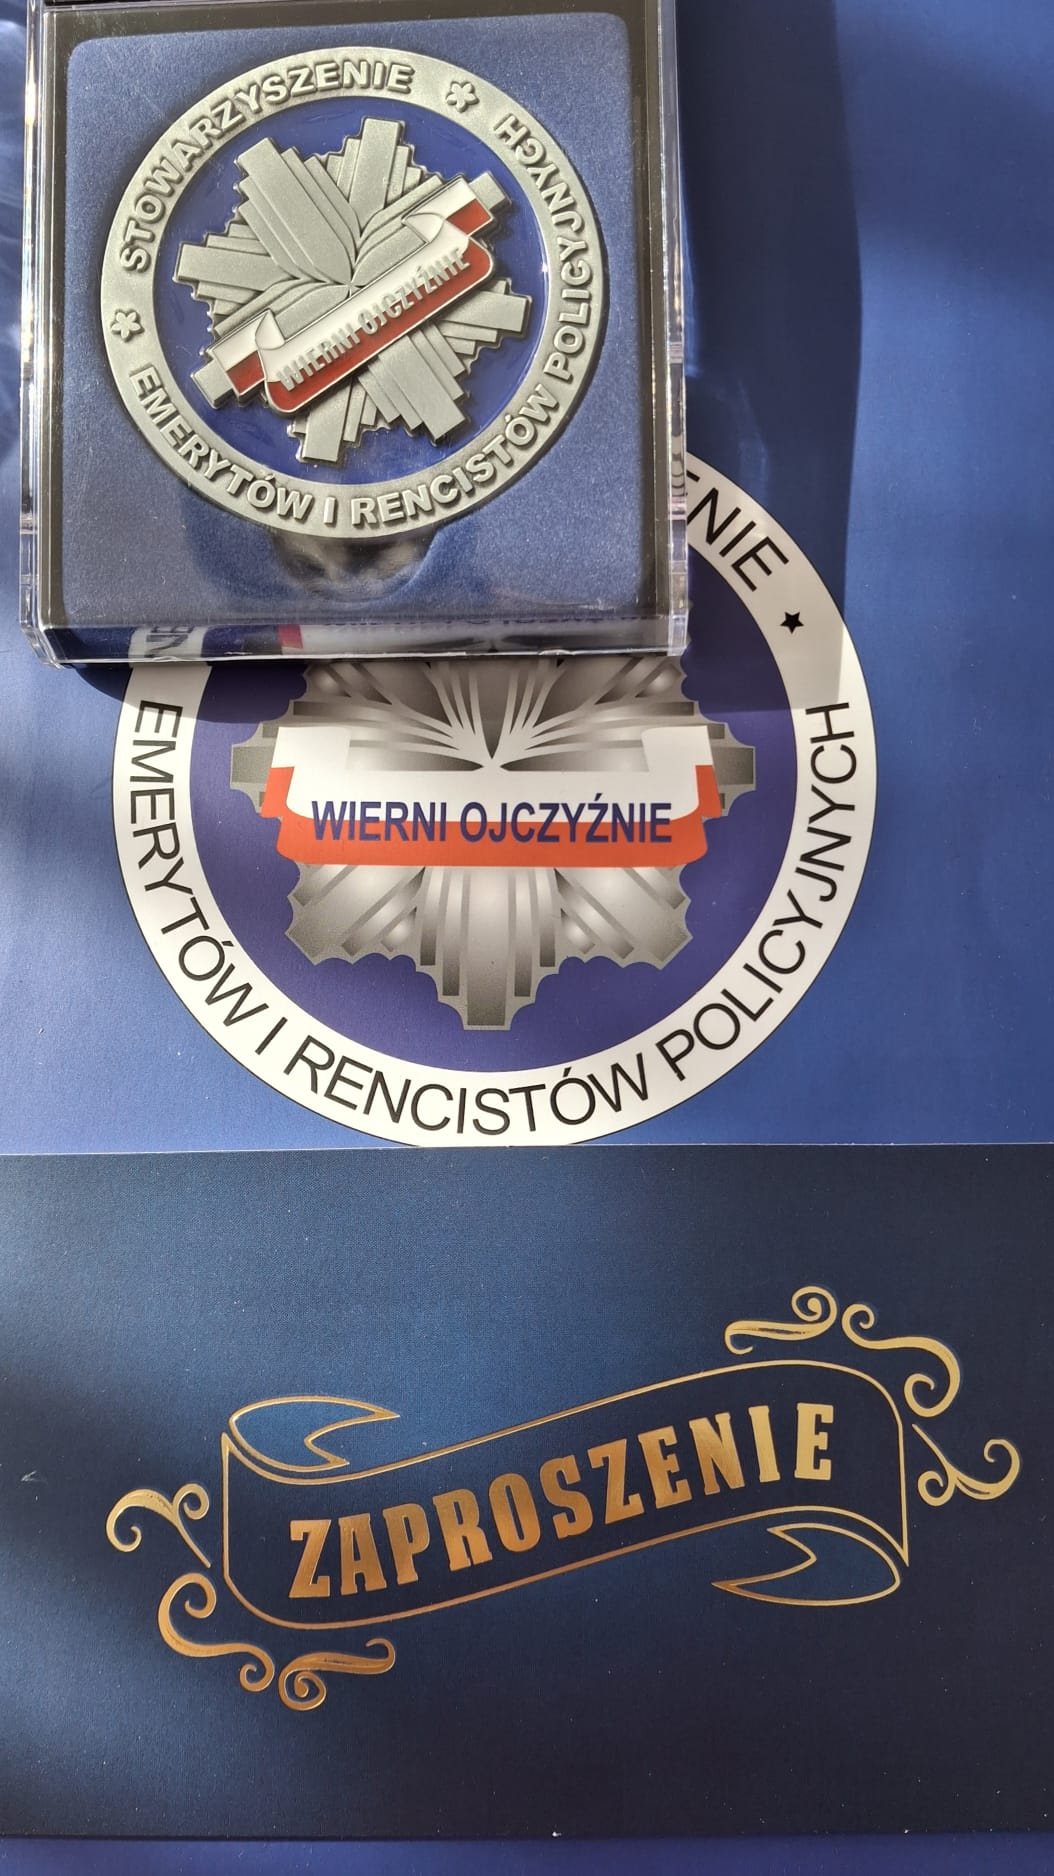 STOWARZYSZENIE
EMERYTÓW I RENCISTÓW POLICYJNYCH
WIERNI OJCZYŹNIE
EMERYTÓW I RENCISTÓW POLICYJNYCH
WIERNI OJCZYŹNIE
ZAPROSZENIE